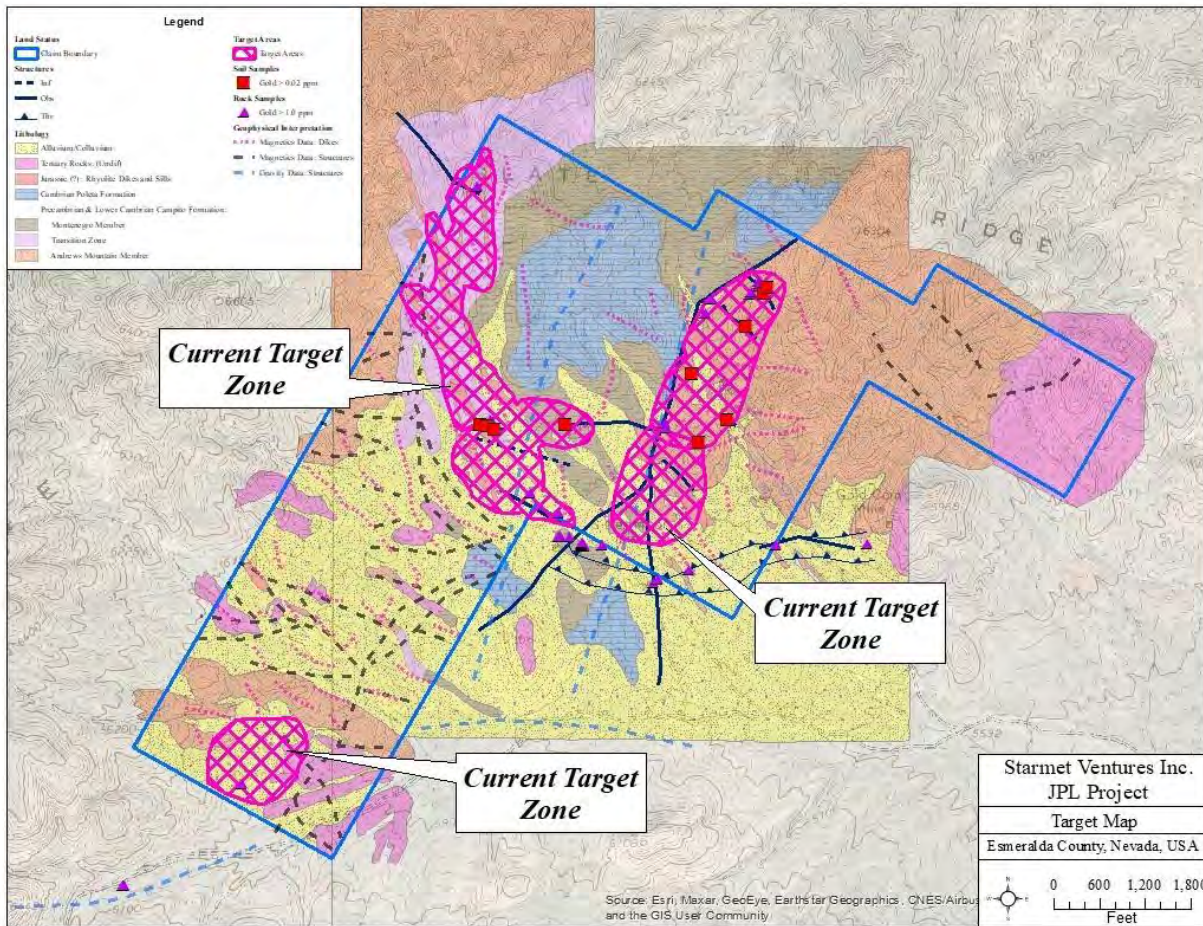 Legend
Land Status
Claim Boundary
Structures
Inf
Obs
Thr
Lithology
Alluvium/Colluvium
Tertiary Rocks (Undif)
Jurassic (?) : Rhyolite Dikes and Sills
Cambrian Poleta Formation
Precambrian & Lower Cambrian Campito Formation:
Montenegro Member
Transition Zone
Andrews Mountain Member
Target Areas
Target Areas
Soil Samples
Gold > 0.02 ppm
Rock Samples
Gold > 1.0 ppm
Geophysical Interpretation
Magnetics Data: Dikes
Magnetics Data: Structures
Gravity Data: Structures
RIDGE
6304
6605
Current Target
Zone
Current Target
Zone
Current Target
Zone
5532
Starmet Ventures Inc.
JPL Project
Target Map
Esmeralda County, Nevada, USA
N
W
E
S
0 600 1,200 1,800
Feet
Source: Esri, Maxar, GeoEye, Earthstar Geographics, CNES/Airbus
and the GIS User Community